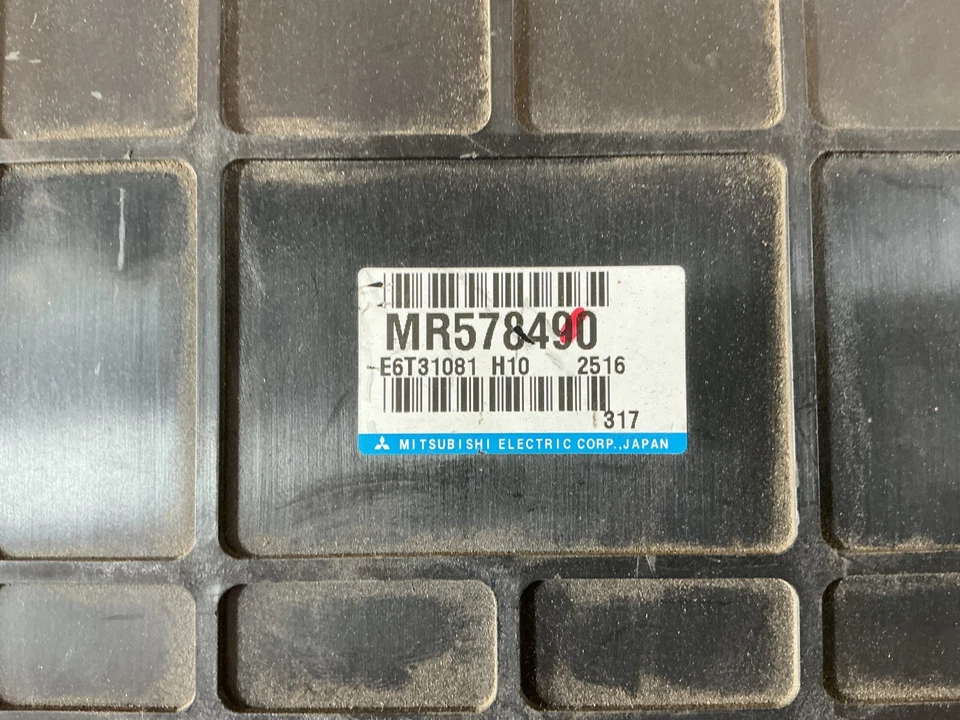 MR578490
E6T31081 H10 2516
317
MITSUBISHI ELECTRIC CORP.,JAPAN